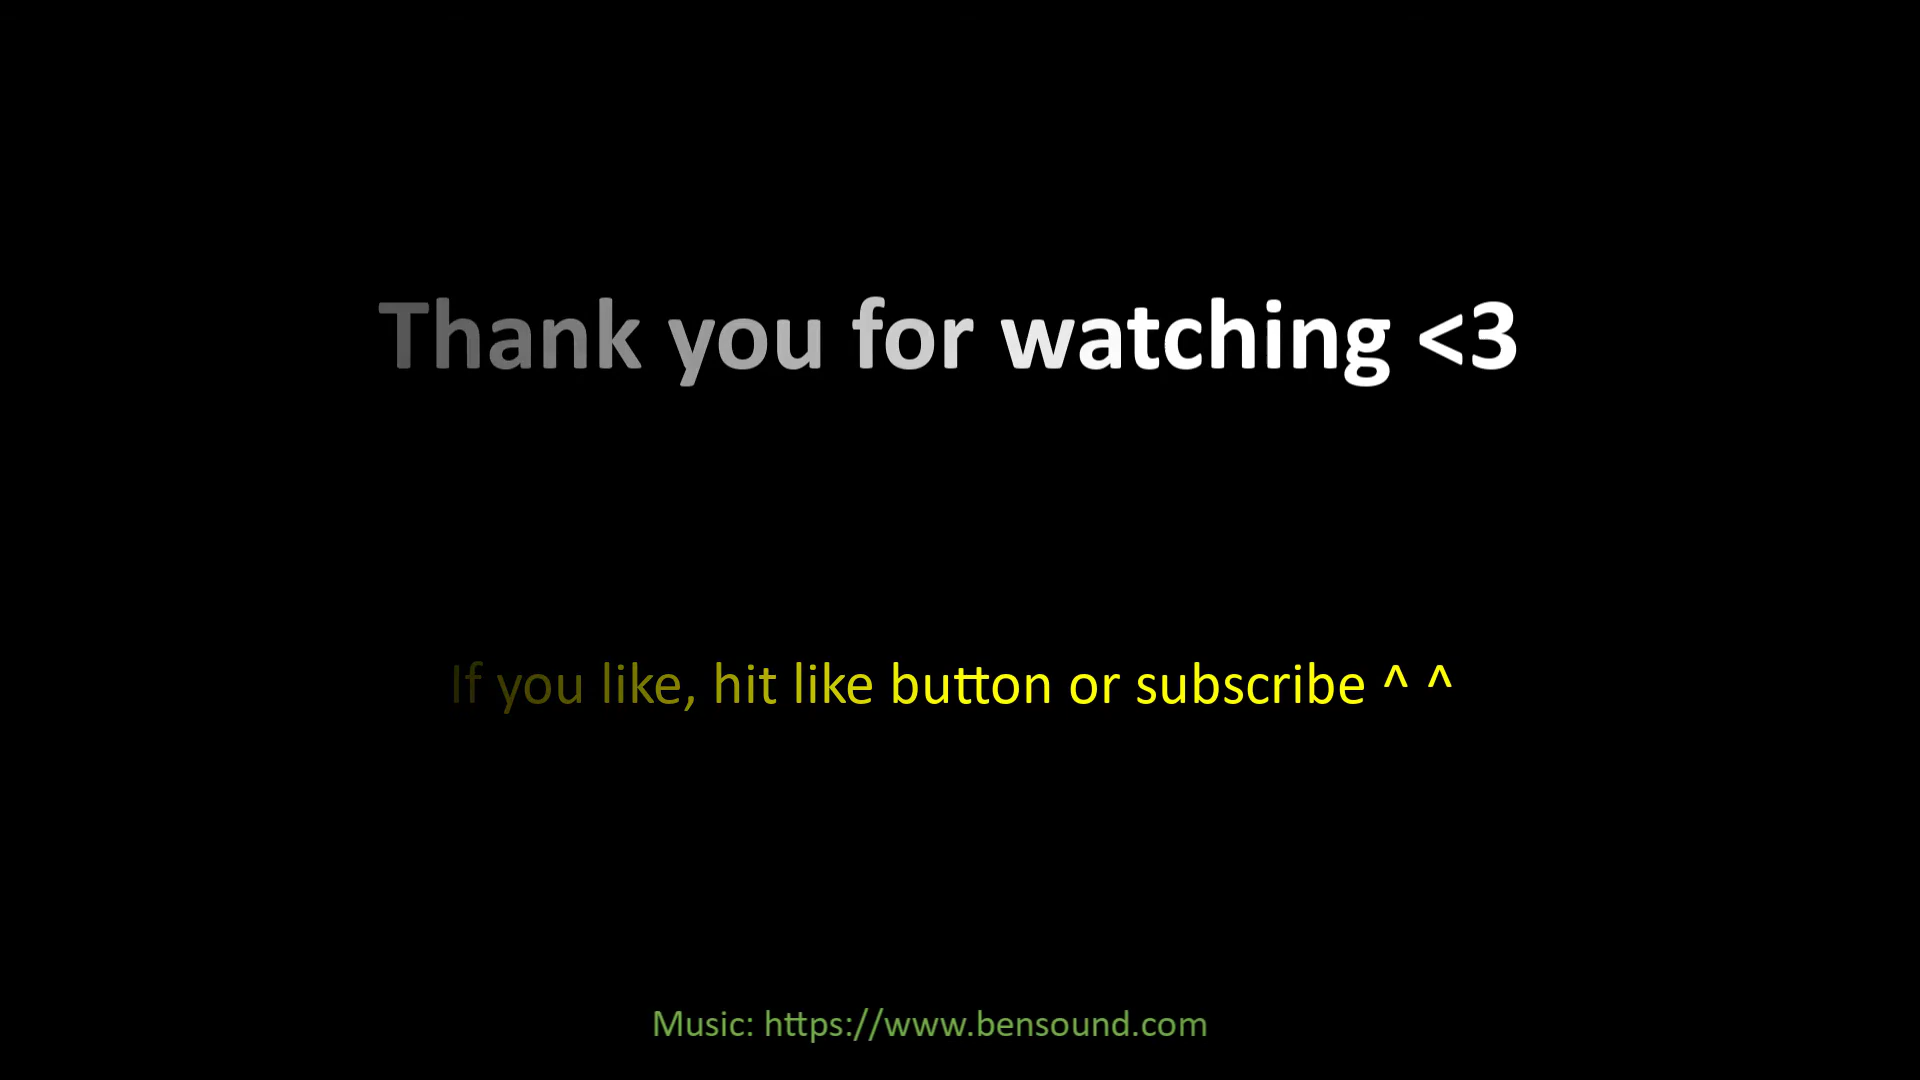 Thank you for watching <3
If you like, hit like button or subscribe ^ ^
Music: https://www.bensound.com